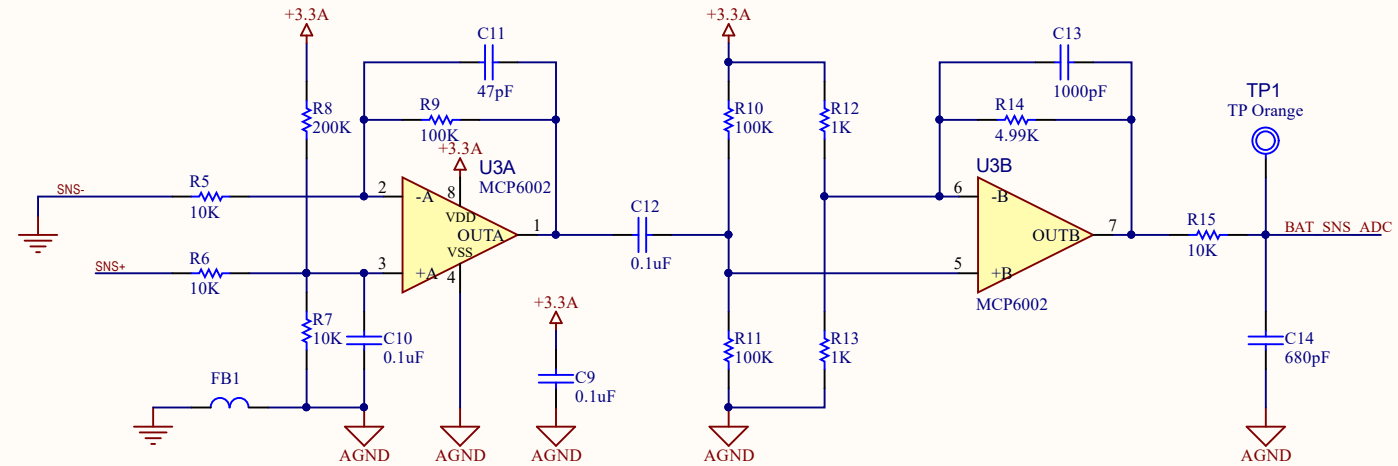 +3.3A
+3.3A
C11
47pF
C13
1000pF
TP1
TP Orange
R8
200K
R9
100K
R10
100K
R12
1K
R14
4.99K
+3.3A
U3A
MCP6002
U3B
SNS-
R5
10K
2
-A
8
VDD
OUTA
1
VSS
4
C12
0.1uF
6
-B
OUTB
7
R15
10K
BAT_SNS_ADC
SNS+
R6
10K
3
+A
5
+B
MCP6002
+3.3A
R7
10K
C10
0.1uF
R11
100K
R13
1K
C14
680pF
FB1
C9
0.1uF
AGND
AGND
AGND
AGND
AGND